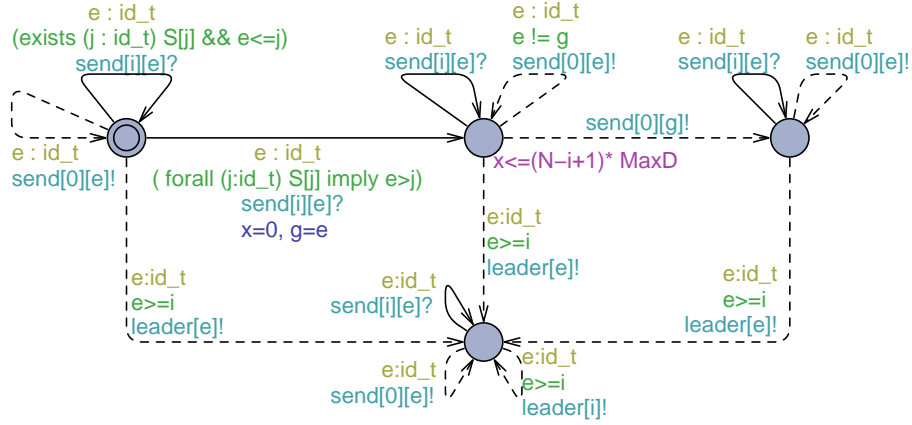 e : id_t
(exists (j : id_t) S[j] && e<=j)
send[i][e]?
e : id_t
send[0][e]!
e : id_t
( forall (j:id_t) S[j] imply e>j)
send[i][e]?
x=0, g=e
e : id_t
send[i][e]?
e : id_t
e != g
send[0][e]!
x<=(N−i+1)* MaxD
send[0][g]!
e : id_t
send[i][e]?
e : id_t
send[0][e]!
e:id_t
e>=i
leader[e]!
e:id_t
e>=i
leader[e]!
e:id_t
e>=i
leader[e]!
e:id_t
send[i][e]?
e:id_t
send[0][e]!
e:id_t
e>=i
leader[i]!